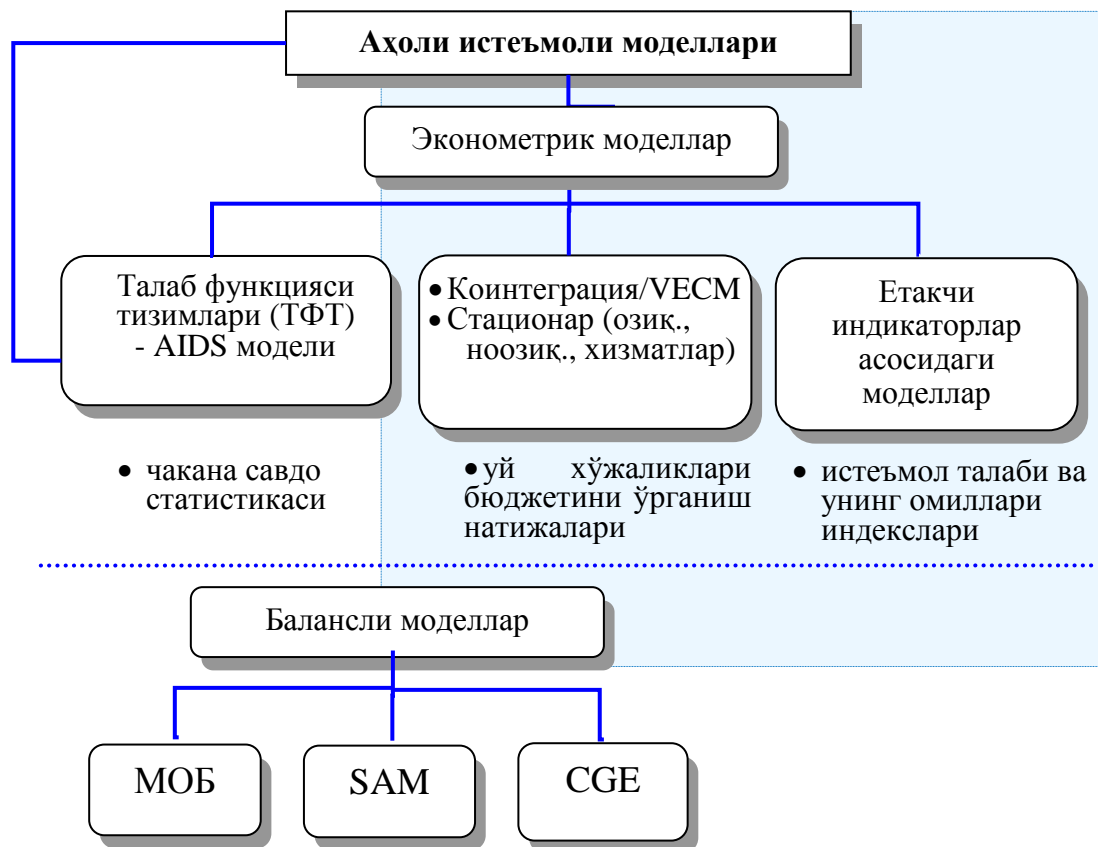 Аҳоли истеъмоли моделлари
Эконометрик моделлар
Талаб функцияси
тизимлари (ТФТ)
- AIDS модели
• Коинтеграция/VECM
• Стационар (озиқ.,
ноозиқ., хизматлар)
Етакчи
индикаторлар
асосидаги
моделлар
• чакана савдо
статистикаси
• уй хўжаликлари
бюджетини ўрганиш
натижалари
• истеъмол талаби ва
унинг омиллари
индекслари
Балансли моделлар
МОБ
SAM
CGE